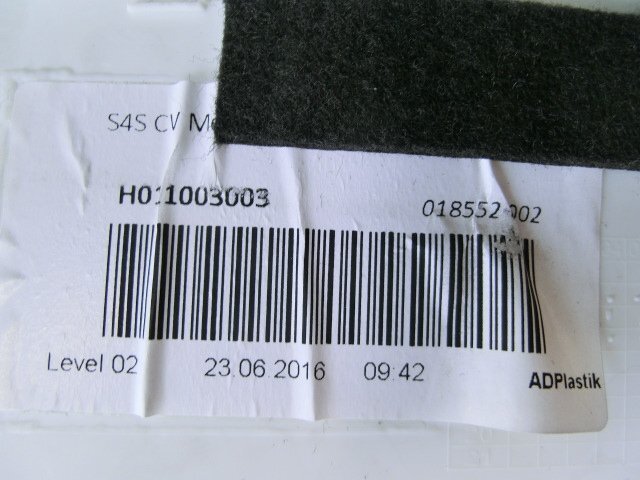 S4S CV
H011003003 018552 002
Level 02 23.06.2016 09:42 ADPlastik